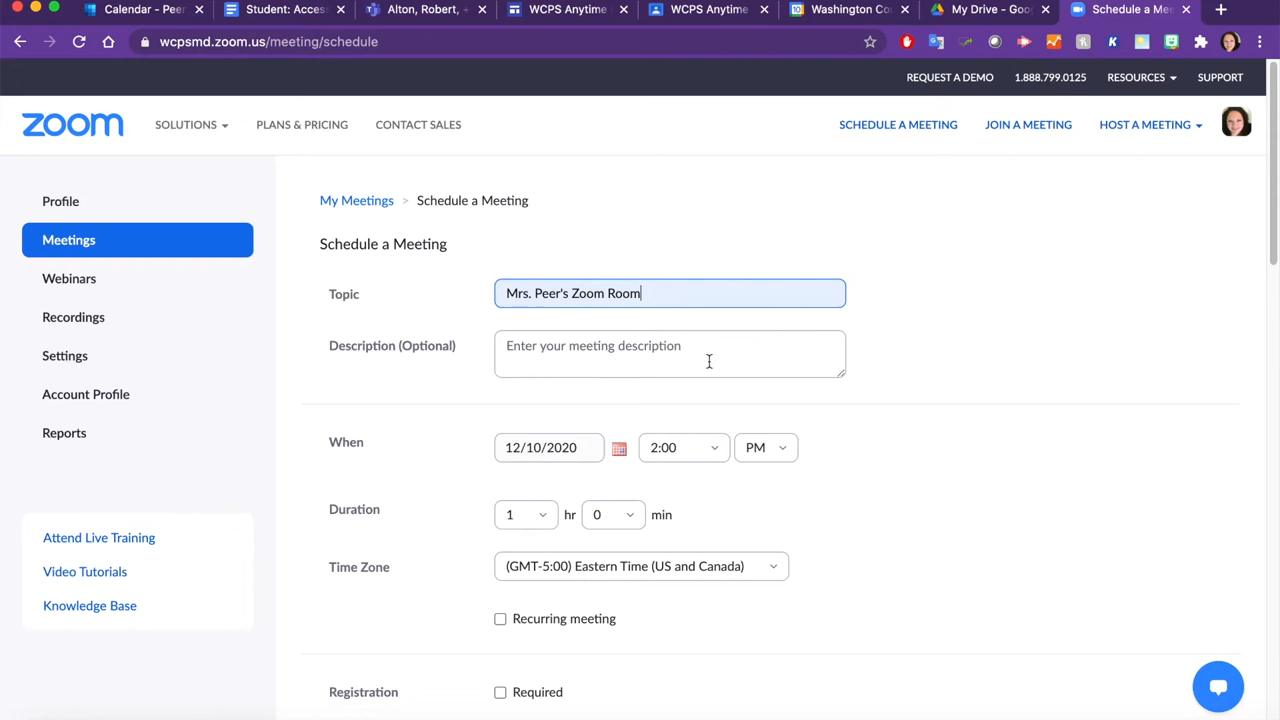 Calendar - Peer
Student: Acces
Alton, Robert, +
WCPS Anytime
WCPS Anytime
Washington Co
My Drive - Goo
Schedule a Mee
wcpsmd.zoom.us/meeting/schedule
REQUEST A DEMO 1.888.799.0125 RESOURCES SUPPORT
zoom SOLUTIONS PLANS & PRICING CONTACT SALES SCHEDULE A MEETING JOIN A MEETING HOST A MEETING
Profile
Meetings
Webinars
Recordings
Settings
Account Profile
Reports
Attend Live Training
Video Tutorials
Knowledge Base
My Meetings > Schedule a Meeting
Schedule a Meeting
Topic Mrs. Peer's Zoom Room
Description (Optional) Enter your meeting description
When 12/10/2020 2:00 PM
Duration 1 hr 0 min
Time Zone (GMT-5:00) Eastern Time (US and Canada)
Recurring meeting
Registration Required